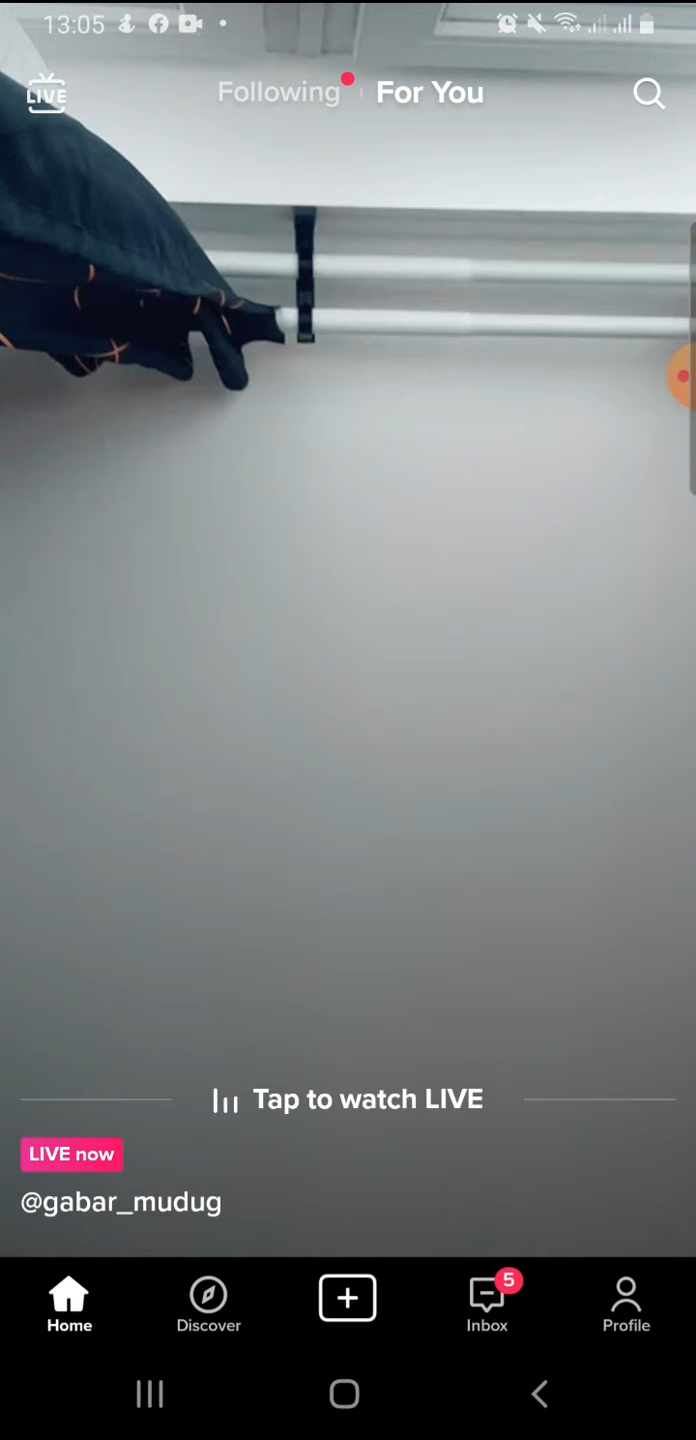 13:05
LIVE
Following
For You
Tap to watch LIVE
LIVE now
@gabar_mudug
5
Home
Discover
Inbox
Profile